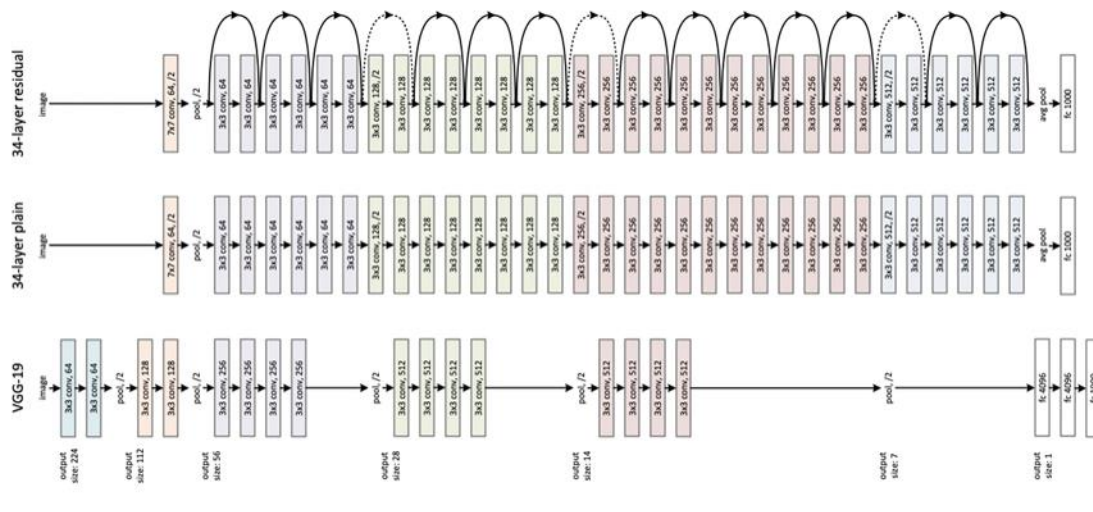 output
size: 224
output
size: 112
output
size: 56
output
size: 28
output
size: 14
output
size: 7
output
size: 1
VGG-19
image
3x3 conv, 64
3x3 conv, 64
pool, /2
3x3 conv, 128
3x3 conv, 128
pool, /2
3x3 conv, 256
3x3 conv, 256
3x3 conv, 256
3x3 conv, 256
pool, /2
3x3 conv, 512
3x3 conv, 512
3x3 conv, 512
3x3 conv, 512
pool, /2
3x3 conv, 512
3x3 conv, 512
3x3 conv, 512
3x3 conv, 512
pool, /2
fc 4096
fc 4096
34-layer plain
image
7x7 conv, 64, /2
pool, /2
3x3 conv, 64
3x3 conv, 64
3x3 conv, 64
3x3 conv, 64
3x3 conv, 64
3x3 conv, 64
3x3 conv, 128, /2
3x3 conv, 128
3x3 conv, 128
3x3 conv, 128
3x3 conv, 128
3x3 conv, 128
3x3 conv, 128
3x3 conv, 128
3x3 conv, 256, /2
3x3 conv, 256
3x3 conv, 256
3x3 conv, 256
3x3 conv, 256
3x3 conv, 256
3x3 conv, 256
3x3 conv, 256
3x3 conv, 256
3x3 conv, 256
3x3 conv, 256
3x3 conv, 256
3x3 conv, 512, /2
3x3 conv, 512
3x3 conv, 512
3x3 conv, 512
3x3 conv, 512
3x3 conv, 512
avg pool
fc 1000
34-layer residual
image
7x7 conv, 64, /2
pool, /2
3x3 conv, 64
3x3 conv, 64
3x3 conv, 64
3x3 conv, 64
3x3 conv, 64
3x3 conv, 64
3x3 conv, 128, /2
3x3 conv, 128
3x3 conv, 128
3x3 conv, 128
3x3 conv, 128
3x3 conv, 128
3x3 conv, 128
3x3 conv, 128
3x3 conv, 256, /2
3x3 conv, 256
3x3 conv, 256
3x3 conv, 256
3x3 conv, 256
3x3 conv, 256
3x3 conv, 256
3x3 conv, 256
3x3 conv, 256
3x3 conv, 256
3x3 conv, 256
3x3 conv, 256
3x3 conv, 512, /2
3x3 conv, 512
3x3 conv, 512
3x3 conv, 512
3x3 conv, 512
3x3 conv, 512
avg pool
fc 1000